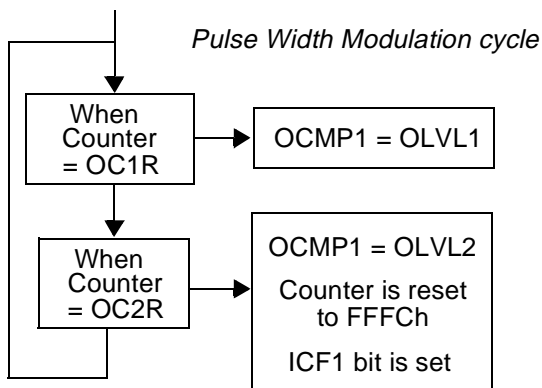 Pulse Width Modulation cycle
When
Counter
= OC1R
OCMP1 = OLVL1
When
Counter
= OC2R
OCMP1 = OLVL2
Counter is reset
to FFFCh
ICF1 bit is set